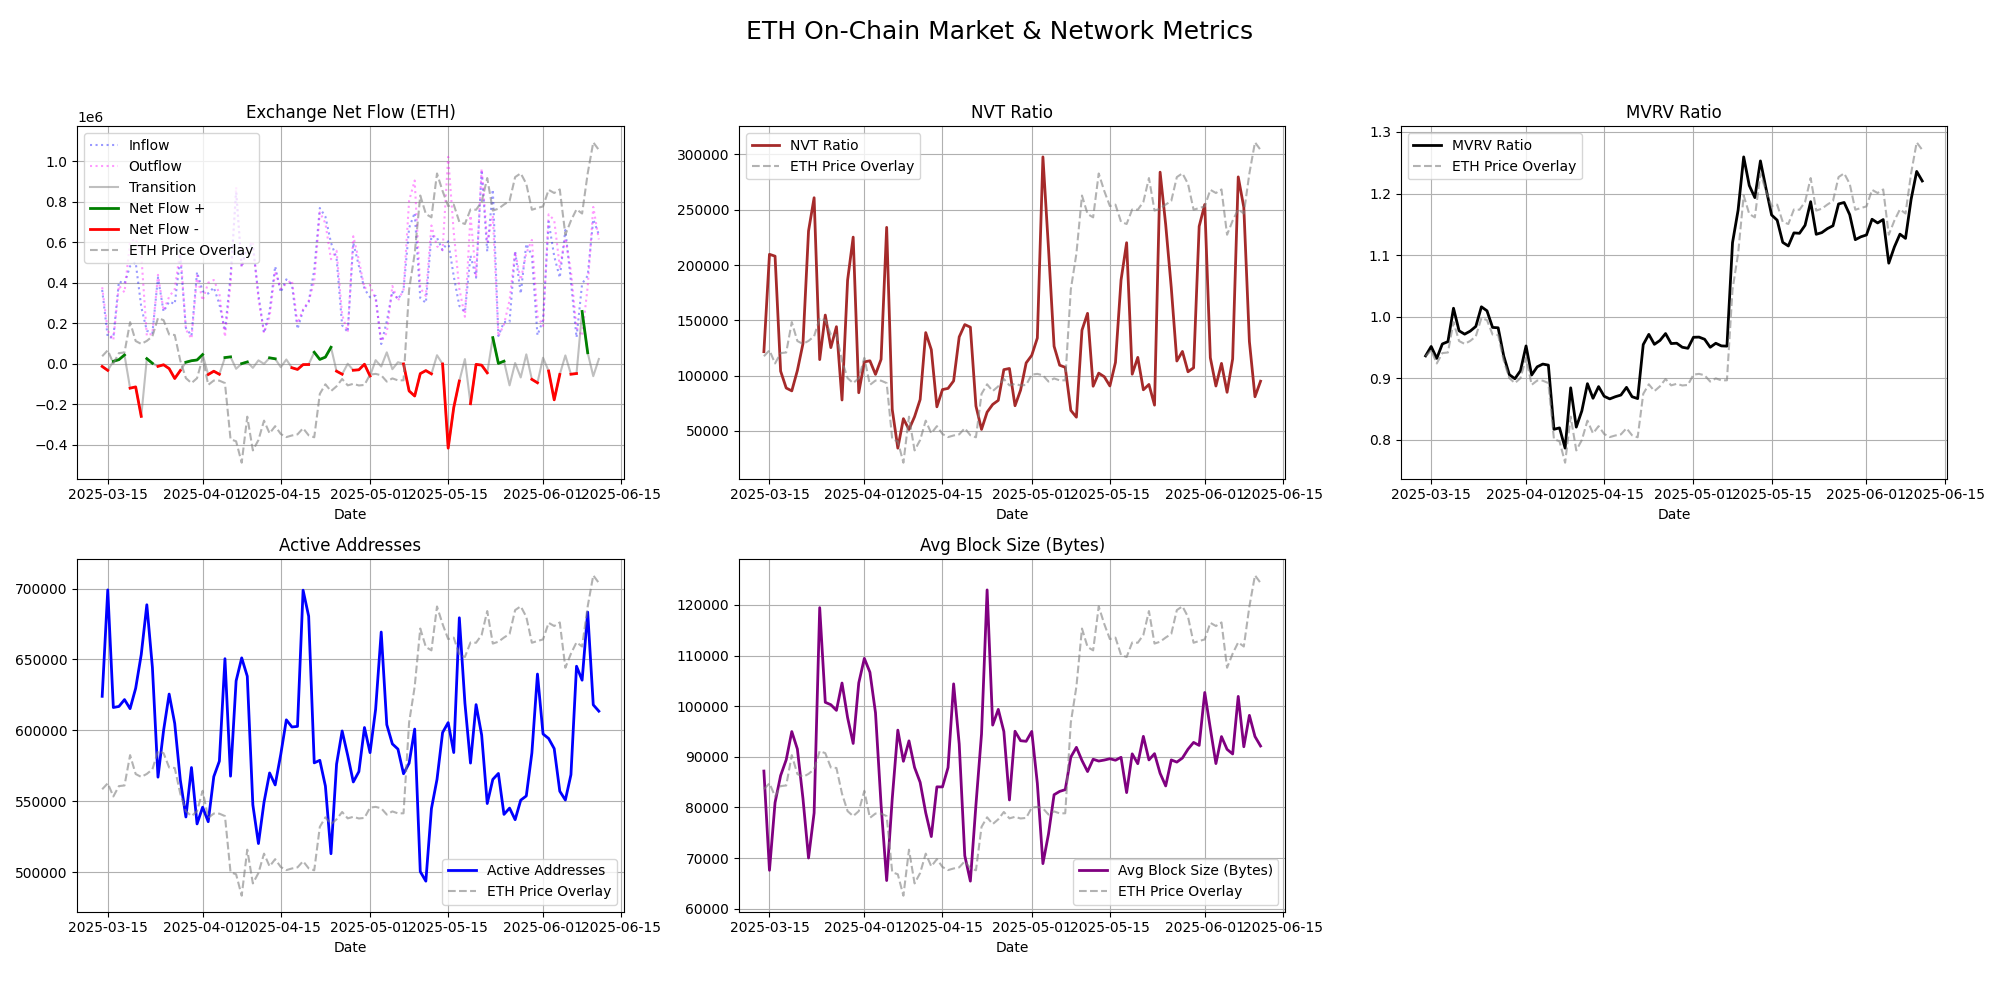 ETH On-Chain Market & Network Metrics
Exchange Net Flow (ETH)
1e6
Inflow
Outflow
Transition
Net Flow +
Net Flow -
ETH Price Overlay
1.0
0.8
0.6
0.4
0.2
0.0
−0.2
−0.4
2025-03-15 2025-04-01 2025-04-15 2025-05-01 2025-05-15 2025-06-01 2025-06-15
Date
NVT Ratio
NVT Ratio
ETH Price Overlay
300000
250000
200000
150000
100000
50000
2025-03-15 2025-04-01 2025-04-15 2025-05-01 2025-05-15 2025-06-01 2025-06-15
Date
MVRV Ratio
MVRV Ratio
ETH Price Overlay
1.3
1.2
1.1
1.0
0.9
0.8
2025-03-15 2025-04-01 2025-04-15 2025-05-01 2025-05-15 2025-06-01 2025-06-15
Date
Active Addresses
700000
650000
600000
550000
500000
Active Addresses
ETH Price Overlay
2025-03-15 2025-04-01 2025-04-15 2025-05-01 2025-05-15 2025-06-01 2025-06-15
Date
Avg Block Size (Bytes)
120000
110000
100000
90000
80000
70000
60000
Avg Block Size (Bytes)
ETH Price Overlay
2025-03-15 2025-04-01 2025-04-15 2025-05-01 2025-05-15 2025-06-01 2025-06-15
Date